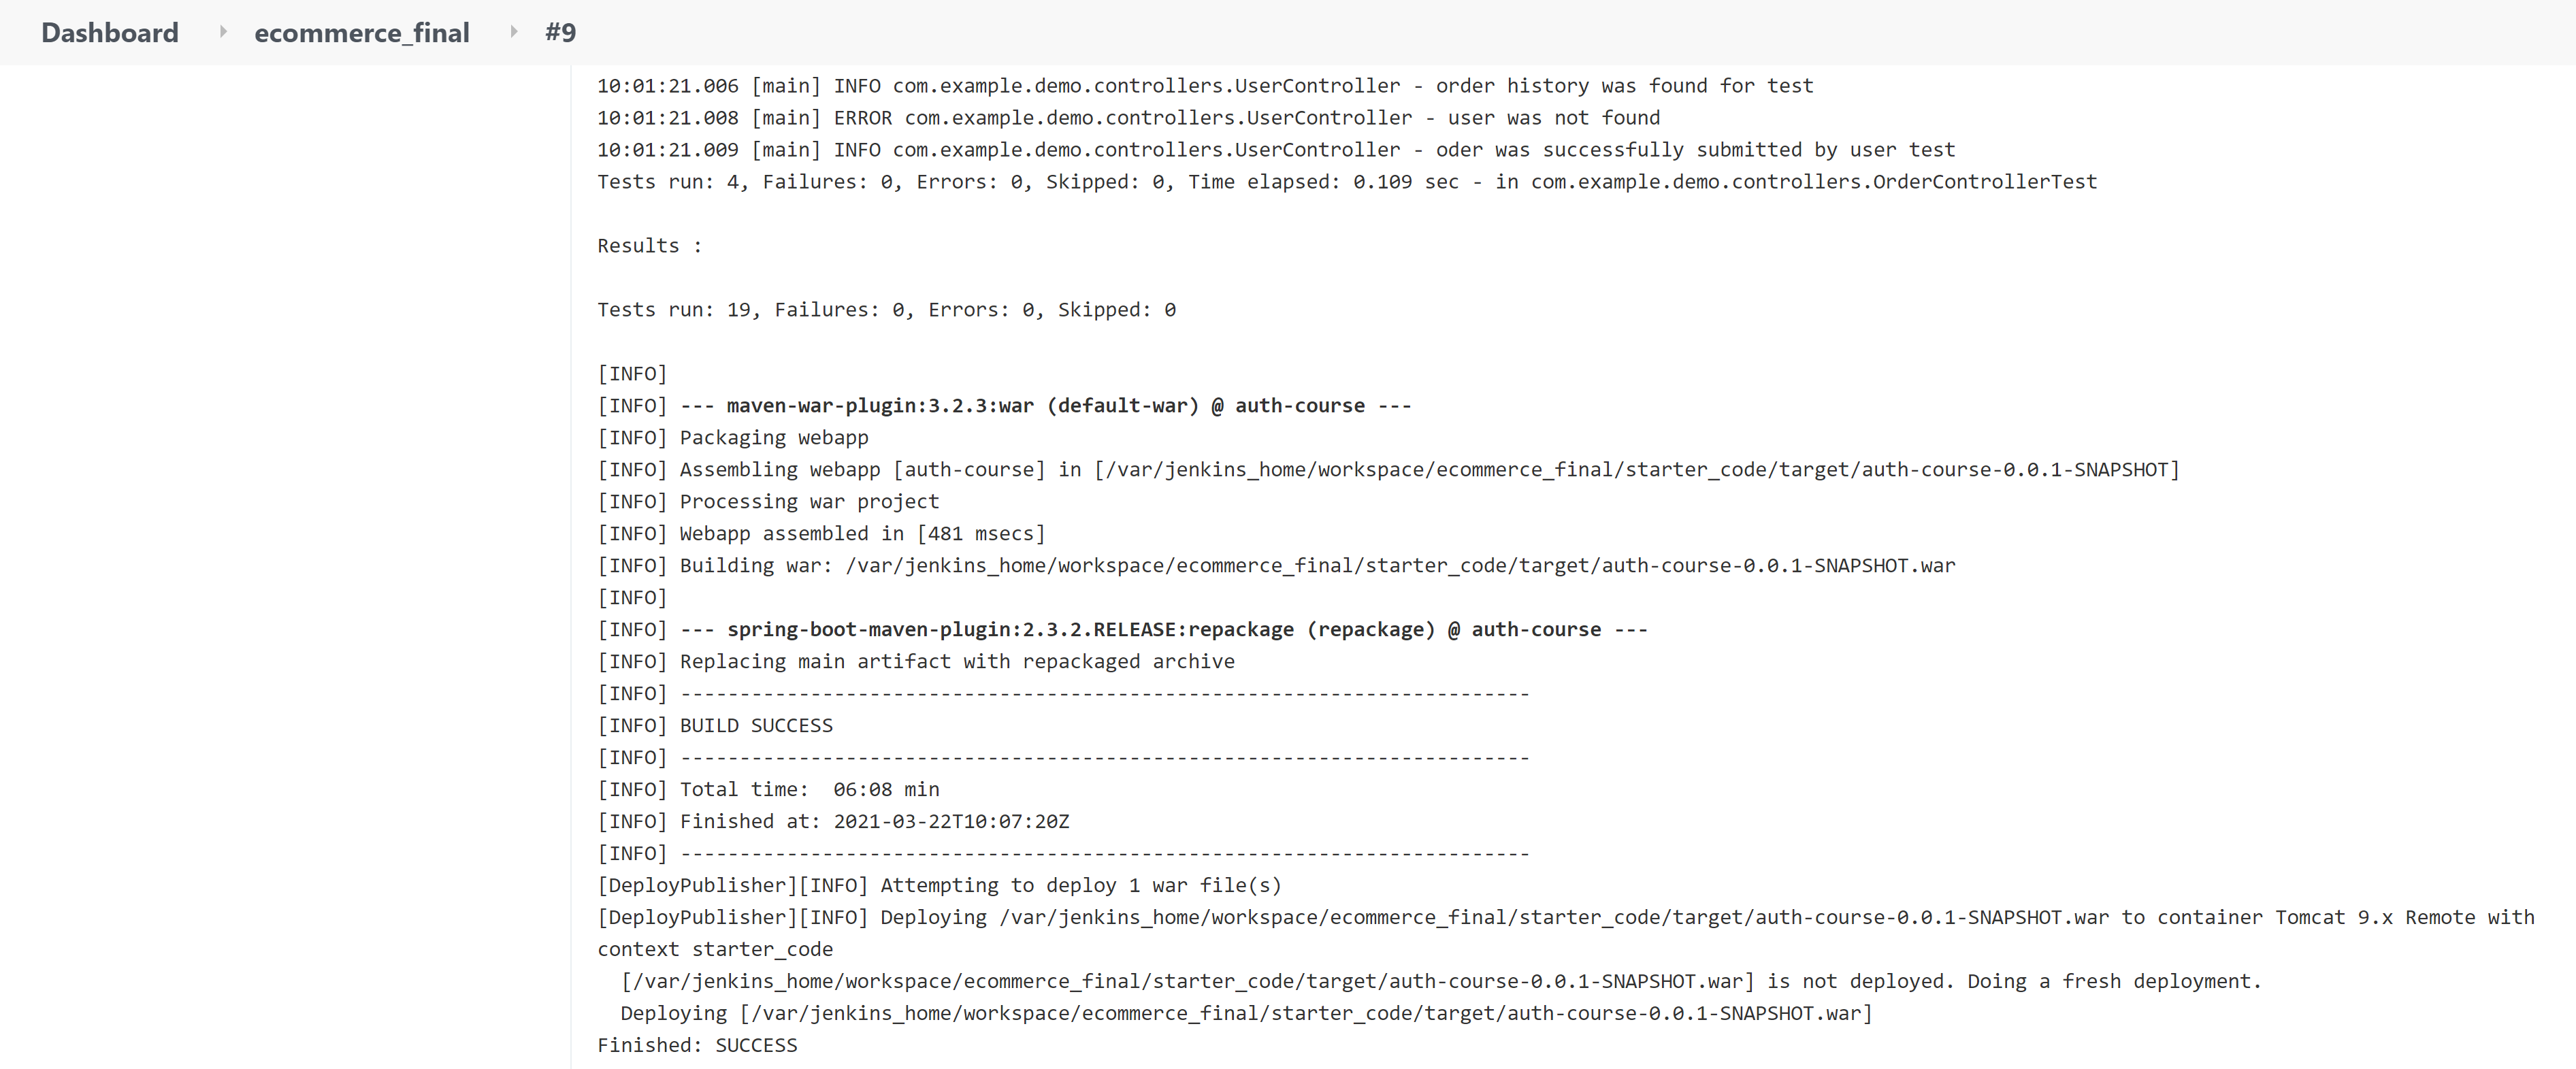 Dashboard ecommerce_final #9
10:01:21.006 [main] INFO com.example.demo.controllers.UserController - order history was found for test
10:01:21.008 [main] ERROR com.example.demo.controllers.UserController - user was not found
10:01:21.009 [main] INFO com.example.demo.controllers.UserController - oder was successfully submitted by user test
Tests run: 4, Failures: 0, Errors: 0, Skipped: 0, Time elapsed: 0.109 sec - in com.example.demo.controllers.OrderControllerTest
Results :
Tests run: 19, Failures: 0, Errors: 0, Skipped: 0
[INFO]
[INFO] --- maven-war-plugin:3.2.3:war (default-war) @ auth-course ---
[INFO] Packaging webapp
[INFO] Assembling webapp [auth-course] in [/var/jenkins_home/workspace/ecommerce_final/starter_code/target/auth-course-0.0.1-SNAPSHOT]
[INFO] Processing war project
[INFO] Webapp assembled in [481 msecs]
[INFO] Building war: /var/jenkins_home/workspace/ecommerce_final/starter_code/target/auth-course-0.0.1-SNAPSHOT.war
[INFO]
[INFO] --- spring-boot-maven-plugin:2.3.2.RELEASE:repackage (repackage) @ auth-course ---
[INFO] Replacing main artifact with repackaged archive
[INFO] ------------------------------------------------------------------------
[INFO] BUILD SUCCESS
[INFO] ------------------------------------------------------------------------
[INFO] Total time:  06:08 min
[INFO] Finished at: 2021-03-22T10:07:20Z
[INFO] ------------------------------------------------------------------------
[DeployPublisher][INFO] Attempting to deploy 1 war file(s)
[DeployPublisher][INFO] Deploying /var/jenkins_home/workspace/ecommerce_final/starter_code/target/auth-course-0.0.1-SNAPSHOT.war to container Tomcat 9.x Remote with
context starter_code
[/var/jenkins_home/workspace/ecommerce_final/starter_code/target/auth-course-0.0.1-SNAPSHOT.war] is not deployed. Doing a fresh deployment.
Deploying [/var/jenkins_home/workspace/ecommerce_final/starter_code/target/auth-course-0.0.1-SNAPSHOT.war]
Finished: SUCCESS